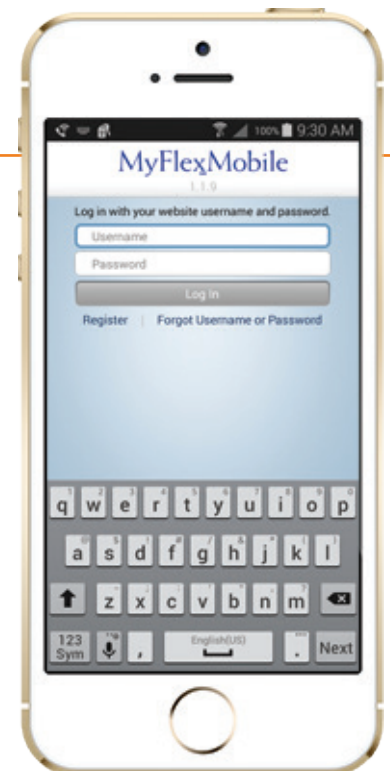 100% 9:30 AM
MyFlexMobile
1.1.9
Log in with your website username and password.
Username
Password
Log In
Register | Forgot Username or Password
q w e r t y u i o p
a s d f g h j k l
z x c v b n m
123
Sym , English(US) . Next